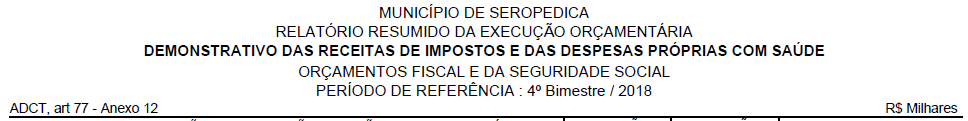 MUNICÍPIO DE SEROPEDICA
RELATÓRIO RESUMIDO DA EXECUÇÃO ORÇAMENTÁRIA
DEMONSTRATIVO DAS RECEITAS DE IMPOSTOS E DAS DESPESAS PRÓPRIAS COM SAÚDE
ORÇAMENTOS FISCAL E DA SEGURIDADE SOCIAL
PERÍODO DE REFERÊNCIA : 4º Bimestre / 2018
ADCT, art 77 - Anexo 12 R$ Milhares